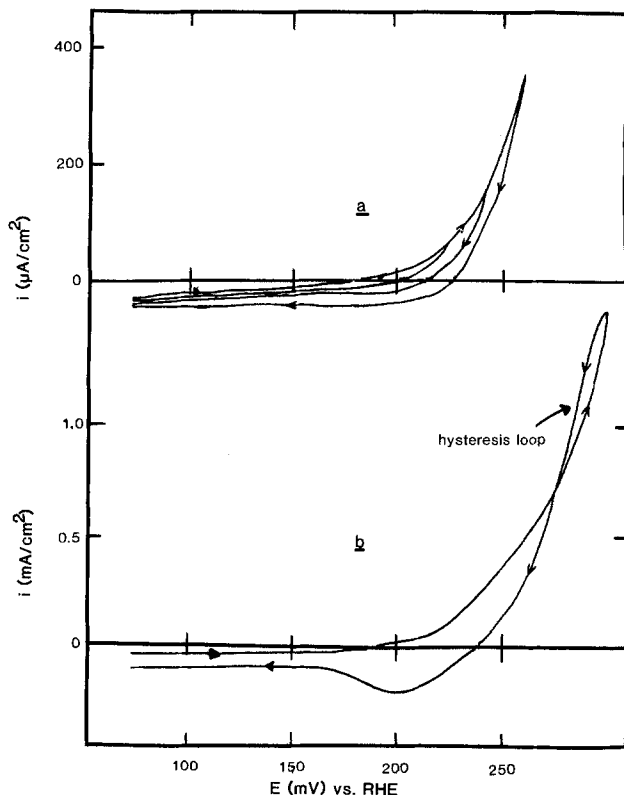 400
200
0
i (μA/cm²)
a
1.0
0.5
0
i (mA/cm²)
hysteresis loop
b
100
150
200
250
E (mV) vs. RHE